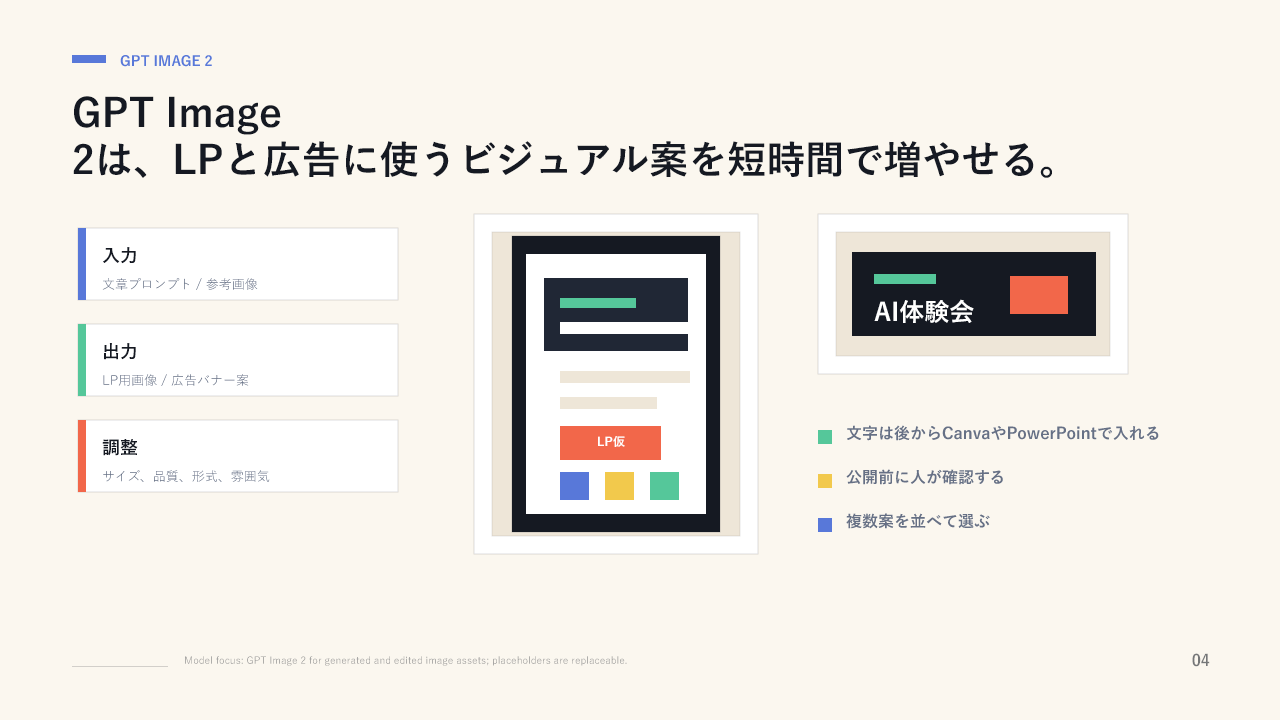 GPT IMAGE 2
GPT Image
2は、LPと広告に使うビジュアル案を短時間で増やせる。
入力
文章プロンプト / 参考画像
出力
LP用画像 / 広告バナー案
調整
サイズ、品質、形式、雰囲気
LP仮
AI体験会
文字は後からCanvaやPowerPointで入れる
公開前に人が確認する
複数案を並べて選ぶ
Model focus: GPT Image 2 for generated and edited image assets; placeholders are replaceable.
04